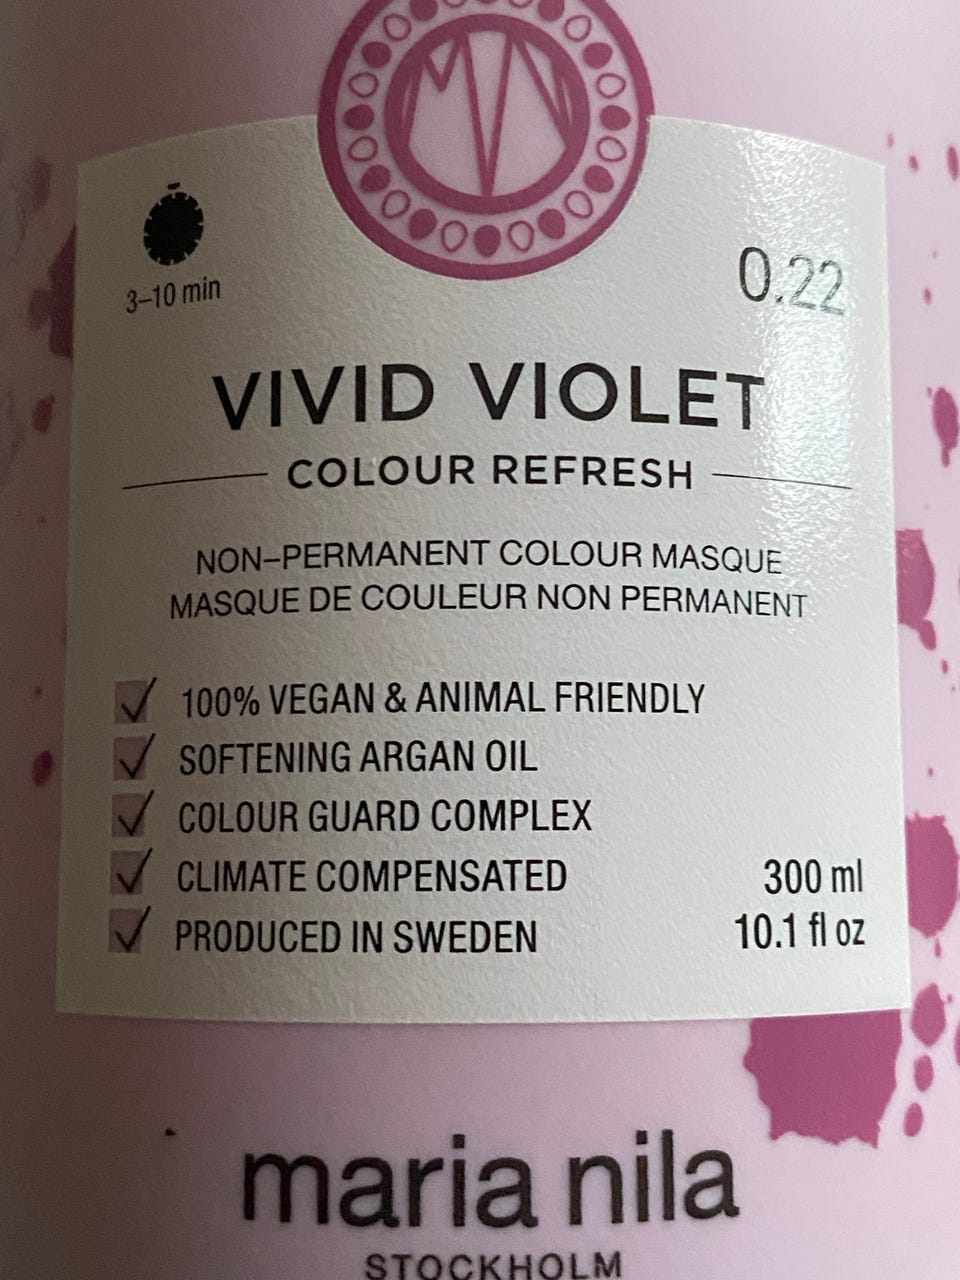 3–10 min
0.22
VIVID VIOLET
COLOUR REFRESH
NON–PERMANENT COLOUR MASQUE
MASQUE DE COULEUR NON PERMANENT
100% VEGAN & ANIMAL FRIENDLY
SOFTENING ARGAN OIL
COLOUR GUARD COMPLEX
CLIMATE COMPENSATED
300 ml
PRODUCED IN SWEDEN
10.1 fl oz
maria nila
STOCKHOLM